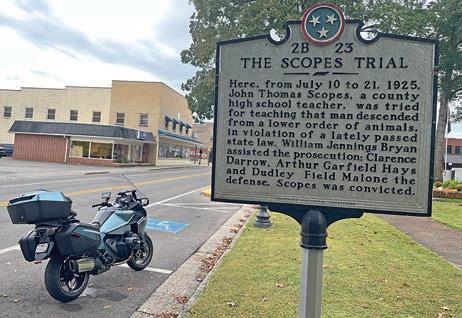 2B 23
THE SCOPES TRIAL
Here, from July 10 to 21, 1925,
John Thomas Scopes, a county
high school teacher, was tried
for teaching that man descended
from a lower order of animals,
in violation of a lately passed
state law. William Jennings Bryan
assisted the prosecution; Clarence
Darrow, Arthur Garfield Hays
and Dudley Field Malone the
defense. Scopes was convicted.